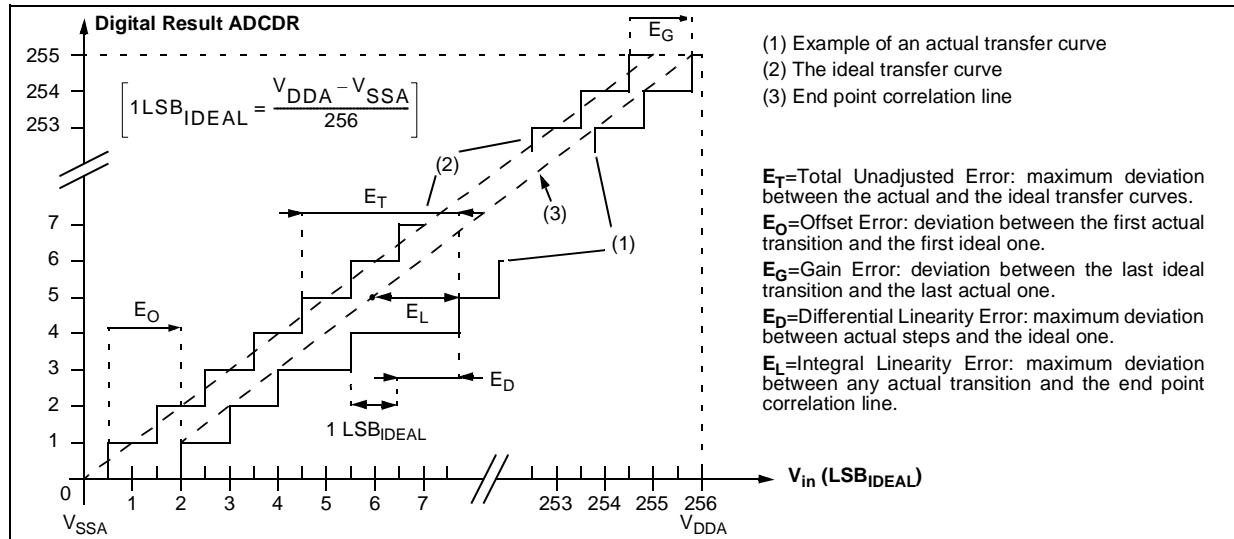 Digital Result ADCDR
E_G
255
254
253
[1LSB_IDEAL = (V_DDA – V_SSA) / 256]
(2)
E_T
(3)
(1)
7
6
5
4
3
2
1
0
E_O
E_L
E_D
1 LSB_IDEAL
1 2 3 4 5 6 7 253 254 255 256
V_in (LSB_IDEAL)
V_SSA
V_DDA
(1) Example of an actual transfer curve
(2) The ideal transfer curve
(3) End point correlation line
E_T=Total Unadjusted Error: maximum deviation
between the actual and the ideal transfer curves.
E_O=Offset Error: deviation between the first actual
transition and the first ideal one.
E_G=Gain Error: deviation between the last ideal
transition and the last actual one.
E_D=Differential Linearity Error: maximum deviation
between actual steps and the ideal one.
E_L=Integral Linearity Error: maximum deviation
between any actual transition and the end point
correlation line.